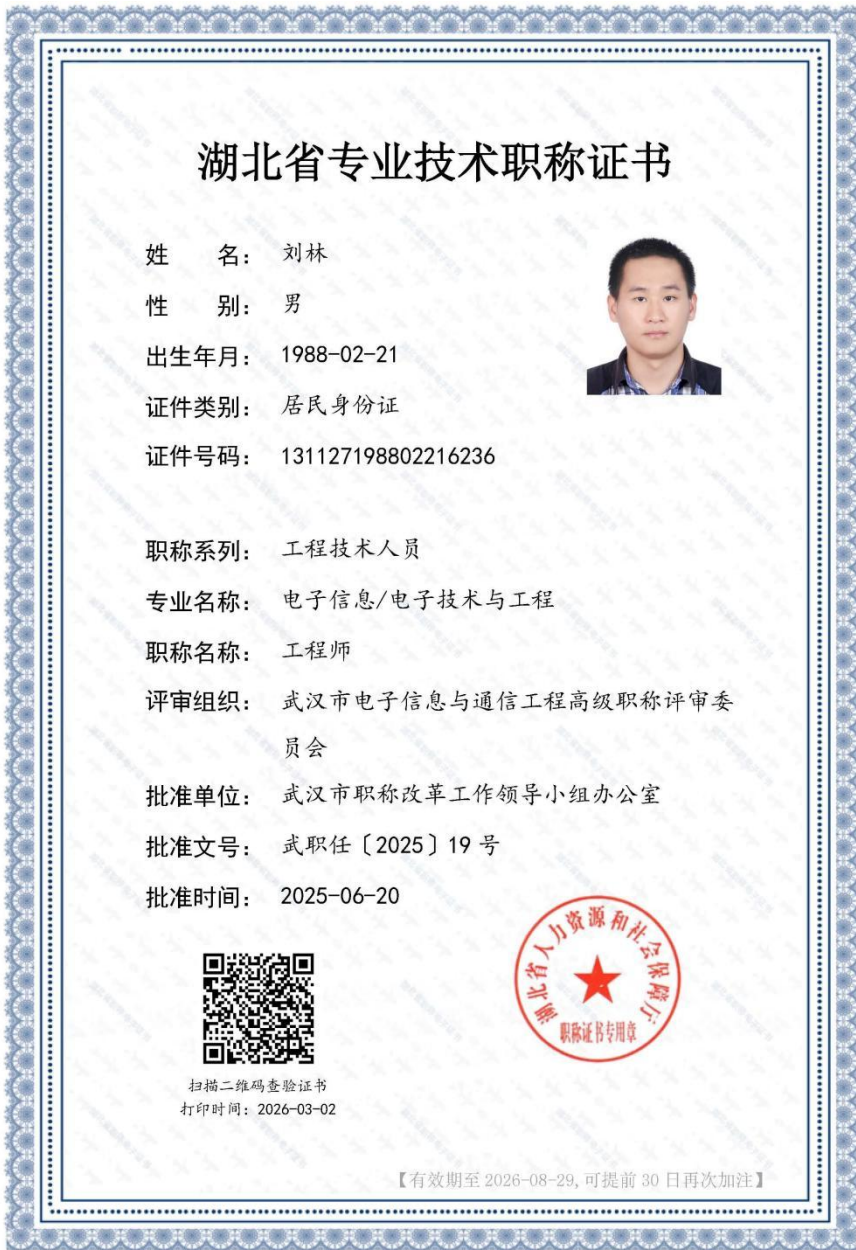 湖北省专业技术职称证书
姓 名： 刘林
性 别： 男
出生年月： 1988-02-21
证件类别： 居民身份证
证件号码： 131127198802216236
职称系列： 工程技术人员
专业名称： 电子信息/电子技术与工程
职称名称： 工程师
评审组织： 武汉市电子信息与通信工程高级职称评审委
员会
批准单位： 武汉市职称改革工作领导小组办公室
批准文号： 武职任〔2025〕19 号
批准时间： 2025-06-20
湖北省人力资源和社会保障厅
职称证书专用章
扫描二维码查验证书
打印时间：2026-03-02
【有效期至 2026-08-29,可提前 30 日再次加注】